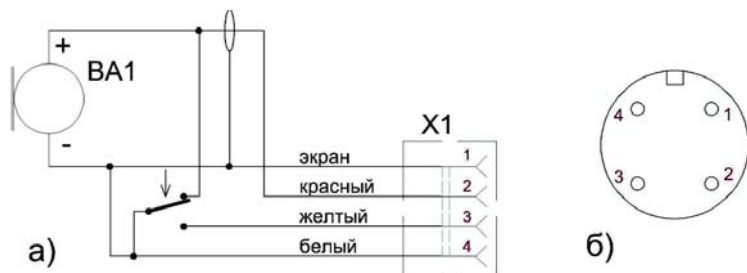 +
BA1
-
X1
экран 1
красный 2
желтый 3
белый 4
а)
4 1
3 2
б)